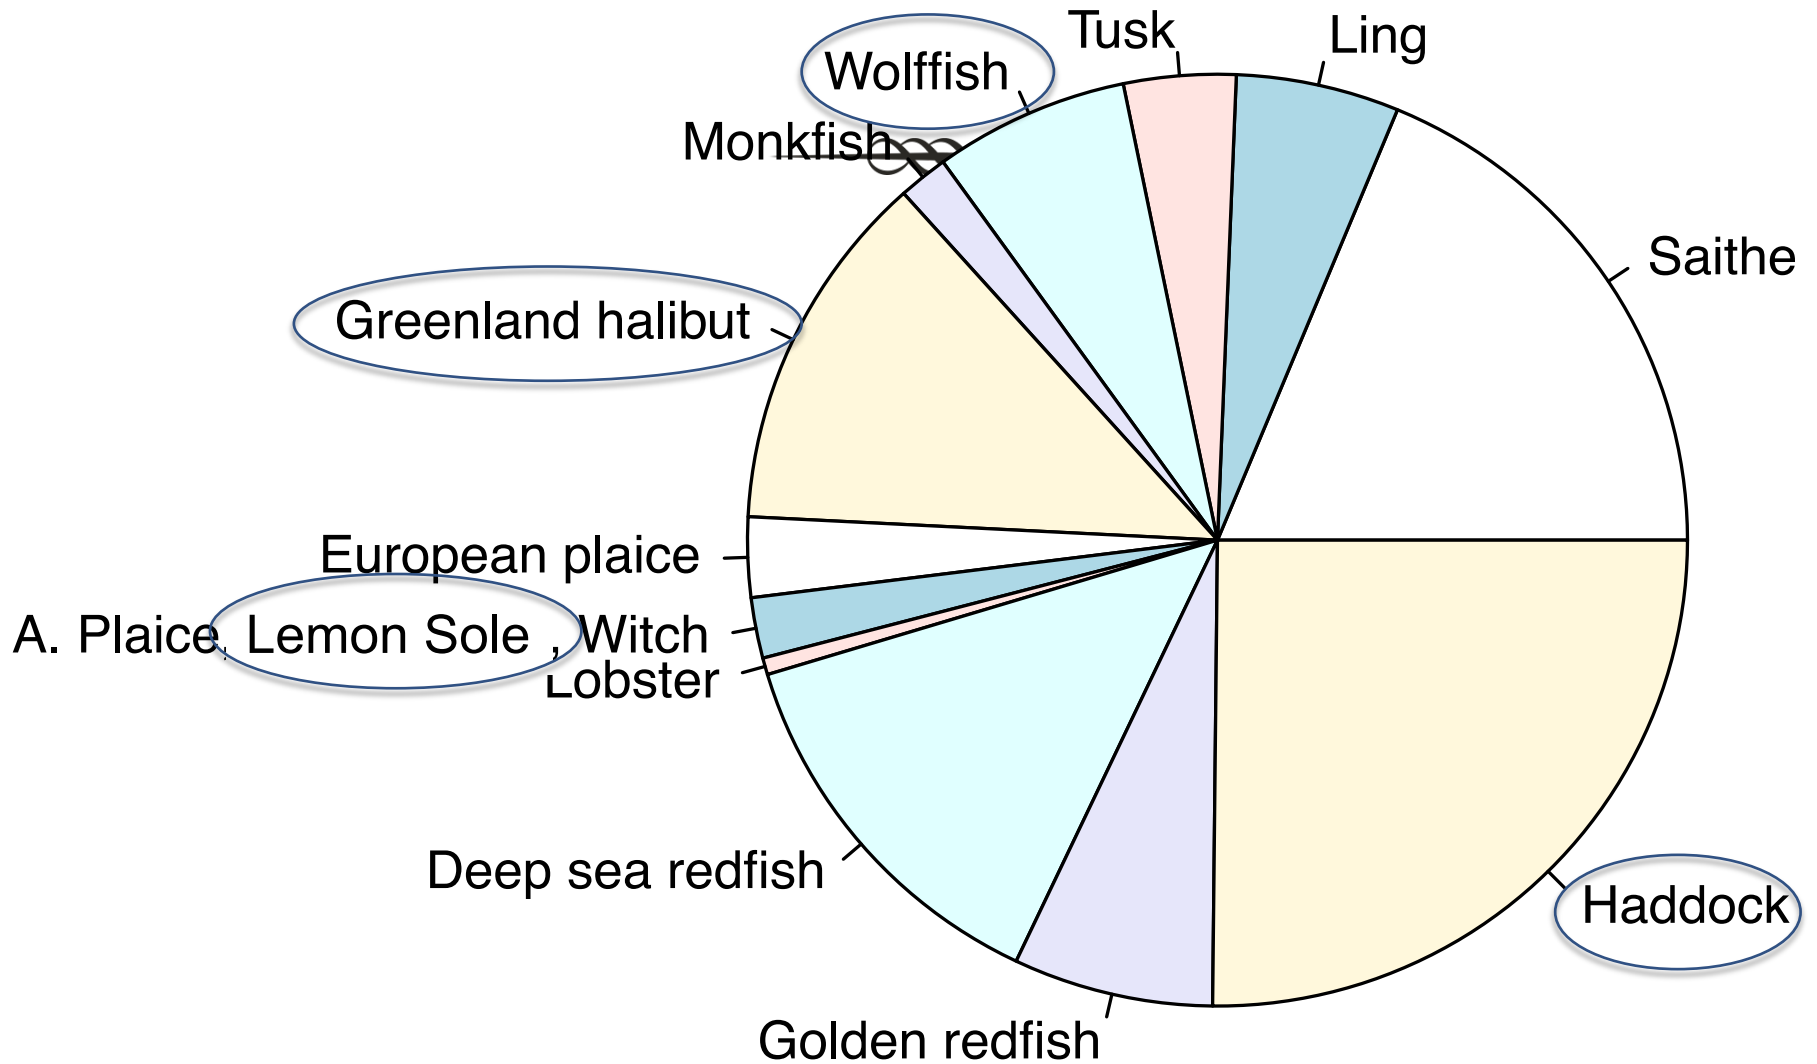 Tusk
Ling
Wolffish
Monkfish
Saithe
Greenland halibut
European plaice
A. Plaice, Lemon Sole , Witch
Lobster
Deep sea redfish
Haddock
Golden redfish